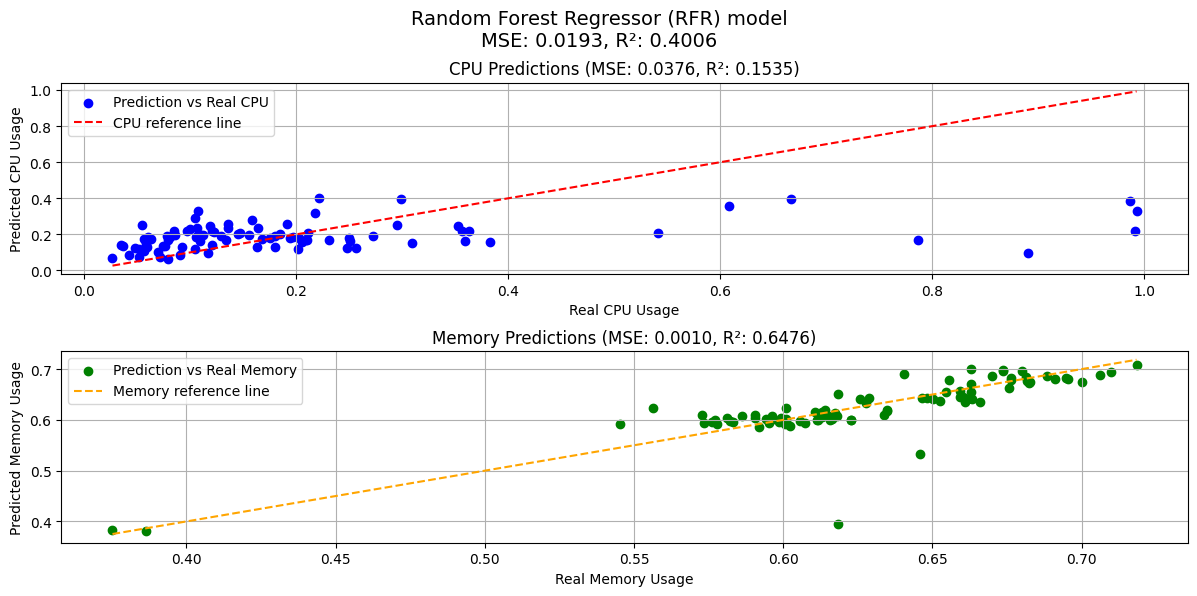 Random Forest Regressor (RFR) model
MSE: 0.0193, R²: 0.4006
CPU Predictions (MSE: 0.0376, R²: 0.1535)
Prediction vs Real CPU
CPU reference line
Predicted CPU Usage
1.0
0.8
0.6
0.4
0.2
0.0
0.0 0.2 0.4 0.6 0.8 1.0
Real CPU Usage
Memory Predictions (MSE: 0.0010, R²: 0.6476)
Prediction vs Real Memory
Memory reference line
Predicted Memory Usage
0.7
0.6
0.5
0.4
0.40 0.45 0.50 0.55 0.60 0.65 0.70
Real Memory Usage